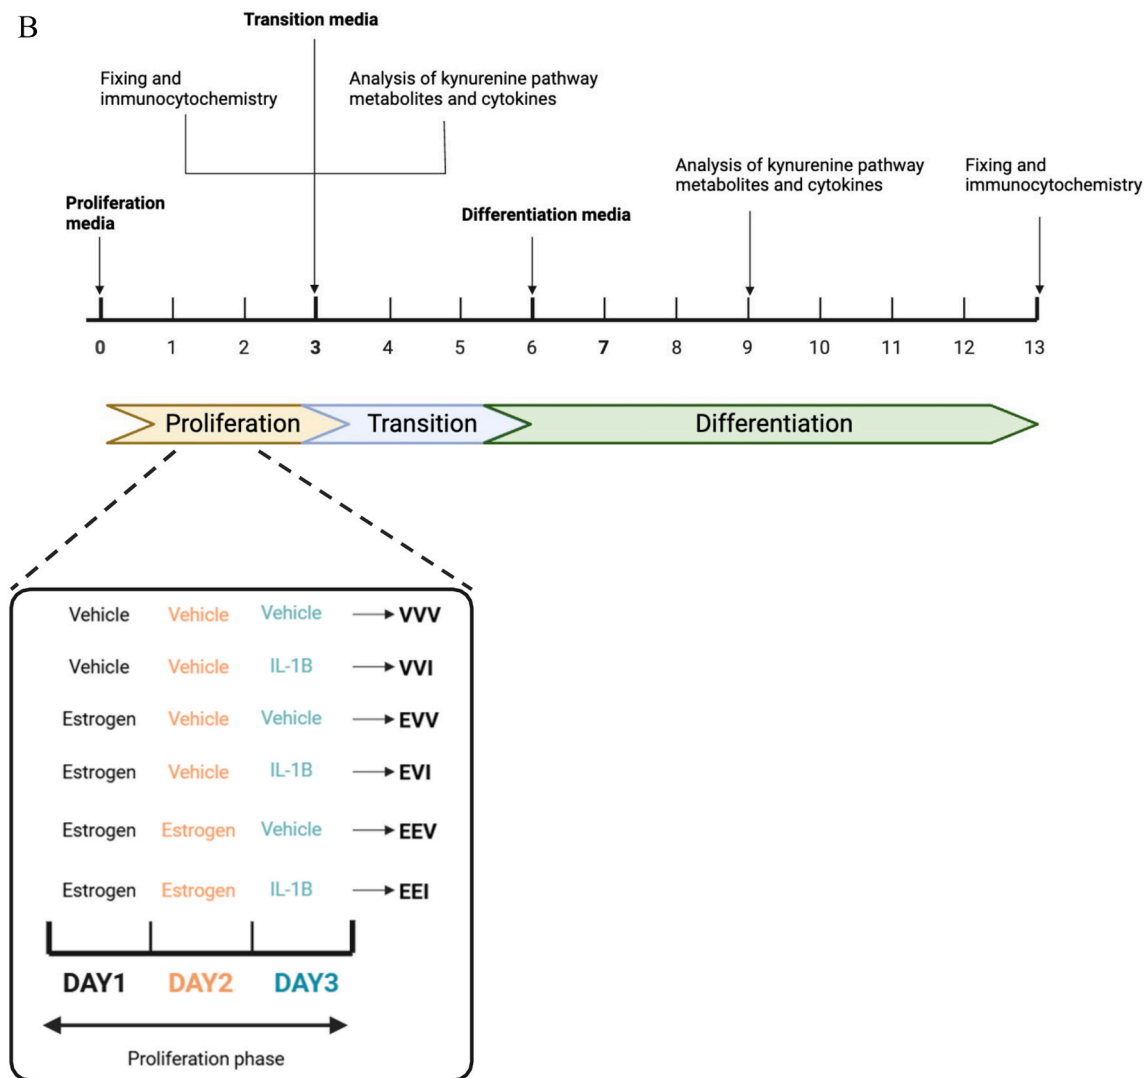 B
Transition media
Fixing and
immunocytochemistry
Analysis of kynurenine pathway
metabolites and cytokines
Analysis of kynurenine pathway
metabolites and cytokines
Fixing and
immunocytochemistry
Proliferation
media
Differentiation media
0 1 2 3 4 5 6 7 8 9 10 11 12 13
Proliferation Transition Differentiation
Vehicle Vehicle Vehicle VVV
Vehicle Vehicle IL-1B VVI
Estrogen Vehicle Vehicle EVV
Estrogen Vehicle IL-1B EVI
Estrogen Estrogen Vehicle EEV
Estrogen Estrogen IL-1B EEI
DAY1 DAY2 DAY3
Proliferation phase